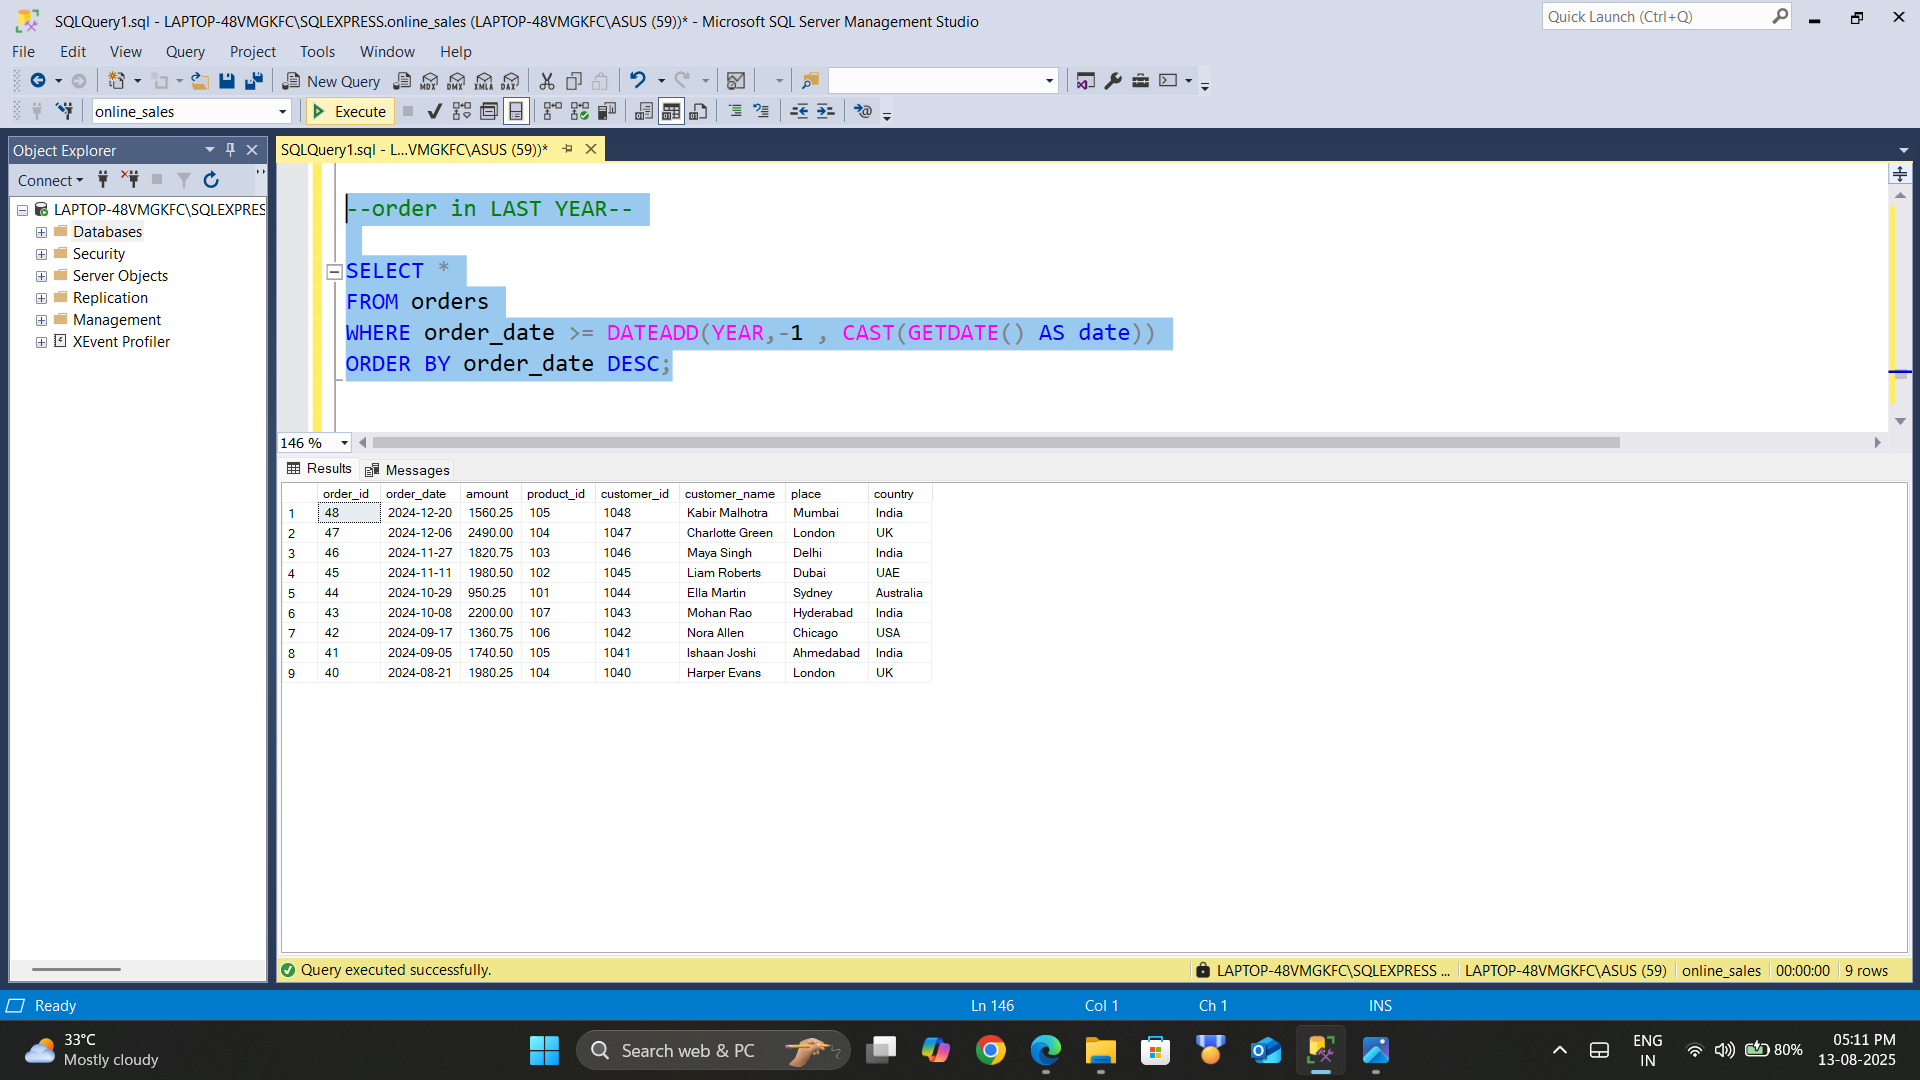 SQLQuery1.sql - LAPTOP-48VMGKFC\SQLEXPRESS.online_sales (LAPTOP-48VMGKFC\ASUS (59))* - Microsoft SQL Server Management Studio
Quick Launch (Ctrl+Q)
File Edit View Query Project Tools Window Help
New Query MDX DMX XMLA DAX
online_sales Execute
Object Explorer
SQLQuery1.sql - L...VMGKFC\ASUS (59))*
Connect
LAPTOP-48VMGKFC\SQLEXPRES
Databases
Security
Server Objects
Replication
Management
XEvent Profiler
--order in LAST YEAR--
SELECT *
FROM orders
WHERE order_date >= DATEADD(YEAR,-1 , CAST(GETDATE() AS date))
ORDER BY order_date DESC;
146 %
Results Messages
order_id order_date amount product_id customer_id customer_name place country
1 48 2024-12-20 1560.25 105 1048 Kabir Malhotra Mumbai India
2 47 2024-12-06 2490.00 104 1047 Charlotte Green London UK
3 46 2024-11-27 1820.75 103 1046 Maya Singh Delhi India
4 45 2024-11-11 1980.50 102 1045 Liam Roberts Dubai UAE
5 44 2024-10-29 950.25 101 1044 Ella Martin Sydney Australia
6 43 2024-10-08 2200.00 107 1043 Mohan Rao Hyderabad India
7 42 2024-09-17 1360.75 106 1042 Nora Allen Chicago USA
8 41 2024-09-05 1740.50 105 1041 Ishaan Joshi Ahmedabad India
9 40 2024-08-21 1980.25 104 1040 Harper Evans London UK
Query executed successfully. LAPTOP-48VMGKFC\SQLEXPRESS ... LAPTOP-48VMGKFC\ASUS (59) online_sales 00:00:00 9 rows
Ready Ln 146 Col 1 Ch 1 INS
33°C
Mostly cloudy
Search web & PC
ENG
IN
80%
05:11 PM
13-08-2025